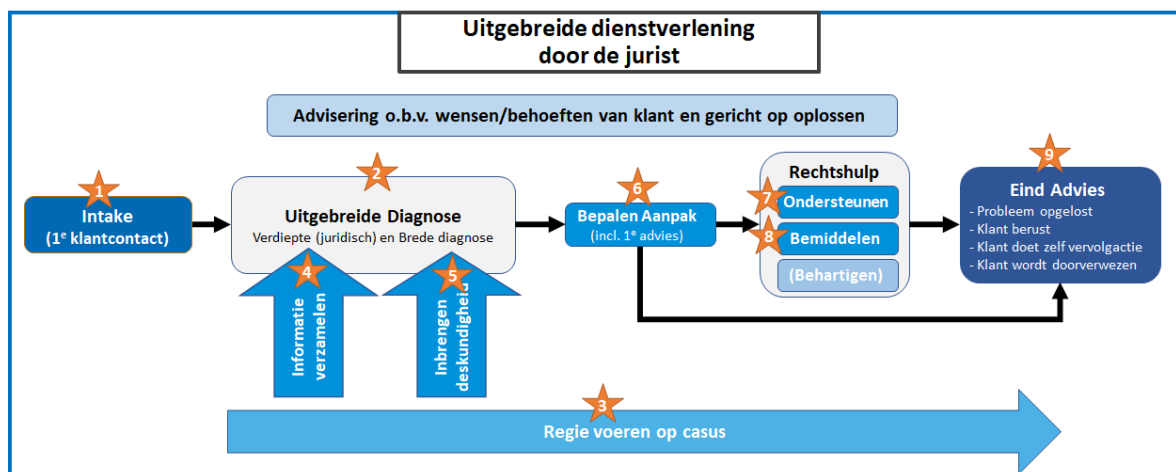 Uitgebreide dienstverlening
door de jurist
Advisering o.b.v. wensen/behoeften van klant en gericht op oplossen
1
Intake
(1e klantcontact)
2
Uitgebreide Diagnose
Verdiepte (juridisch) en Brede diagnose
4
Informatie
verzamelen
5
Inbrengen
deskundigheid
6
Bepalen Aanpak
(incl. 1e advies)
Rechtshulp
7
Ondersteunen
8
Bemiddelen
(Behartigen)
9
Eind Advies
- Probleem opgelost
- Klant berust
- Klant doet zelf vervolgactie
- Klant wordt doorverwezen
3
Regie voeren op casus